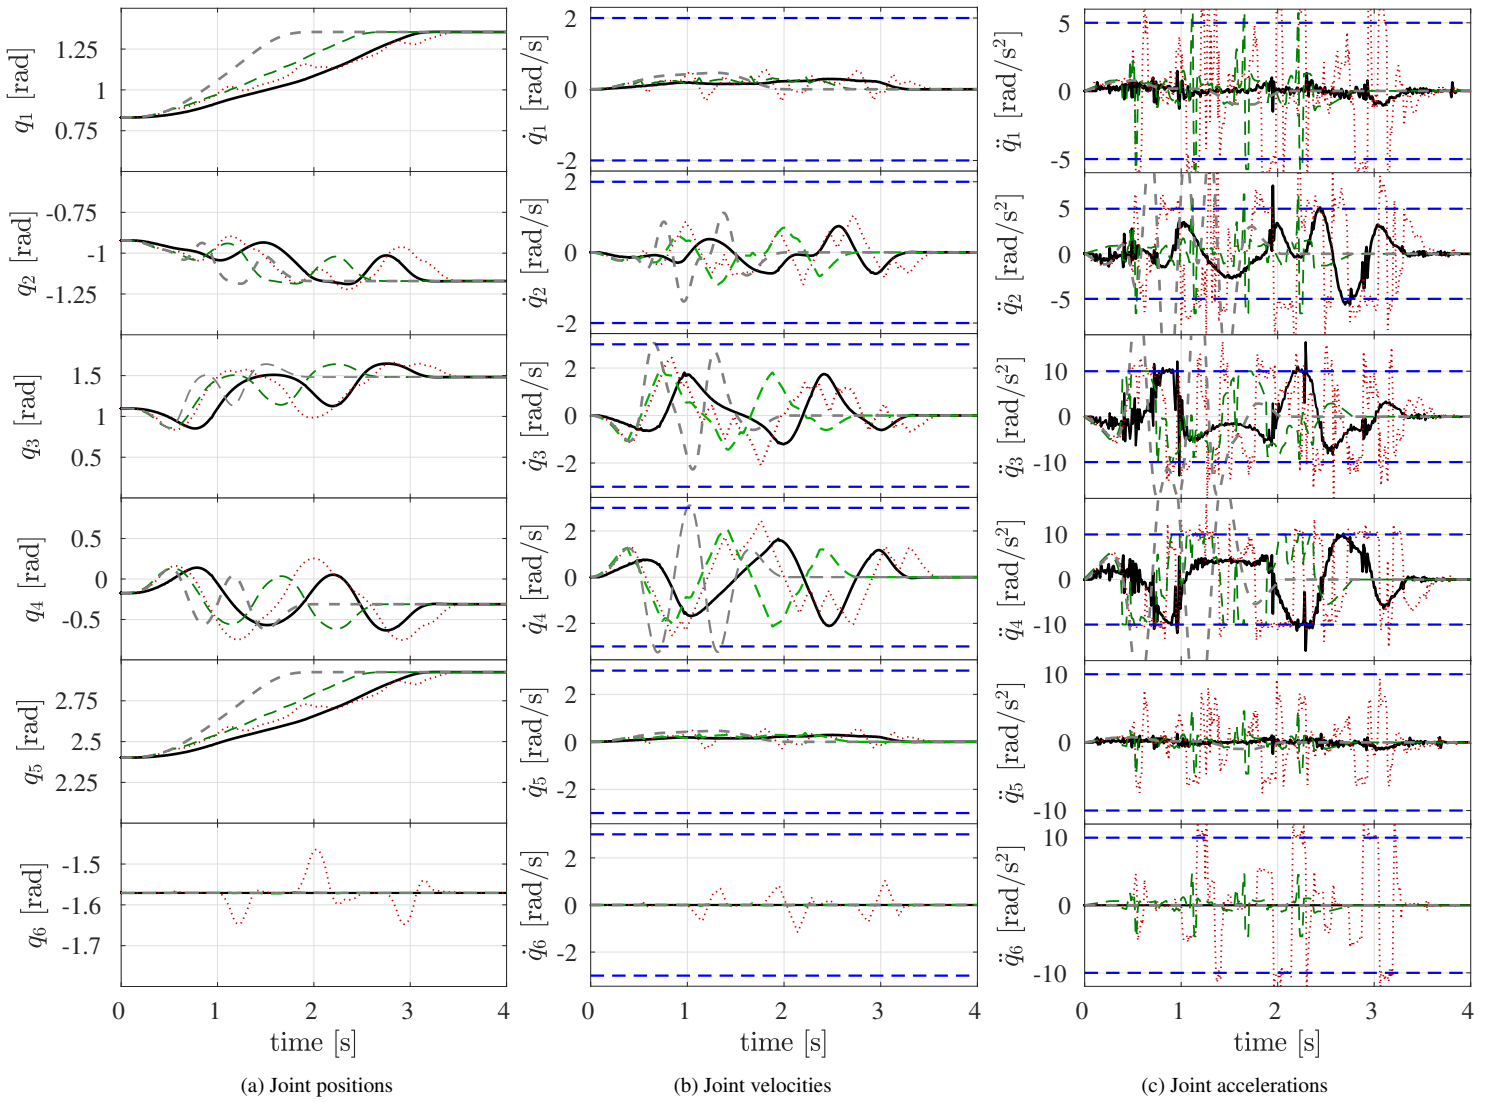 q₁ [rad]
1.25
1
0.75
q₂ [rad]
-0.75
-1
-1.25
q₃ [rad]
1.5
1
0.5
q₄ [rad]
0.5
0
-0.5
q₅ [rad]
2.75
2.5
2.25
q₆ [rad]
-1.5
-1.6
-1.7
0 1 2 3 4
time [s]
(a) Joint positions
q̇₁ [rad/s]
2
0
-2
q̇₂ [rad/s]
2
0
-2
q̇₃ [rad/s]
2
0
-2
q̇₄ [rad/s]
2
0
-2
q̇₅ [rad/s]
2
0
-2
q̇₆ [rad/s]
2
0
-2
0 1 2 3 4
time [s]
(b) Joint velocities
q̈₁ [rad/s²]
5
0
-5
q̈₂ [rad/s²]
5
0
-5
q̈₃ [rad/s²]
10
0
-10
q̈₄ [rad/s²]
10
0
-10
q̈₅ [rad/s²]
10
0
-10
q̈₆ [rad/s²]
10
0
-10
0 1 2 3 4
time [s]
(c) Joint accelerations